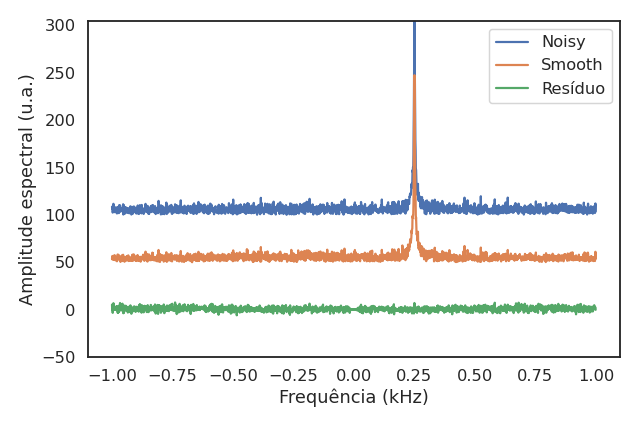 300
250
200
150
100
50
0
−50
Amplitude espectral (u.a.)
Noisy
Smooth
Resíduo
−1.00 −0.75 −0.50 −0.25 0.00 0.25 0.50 0.75 1.00
Frequência (kHz)